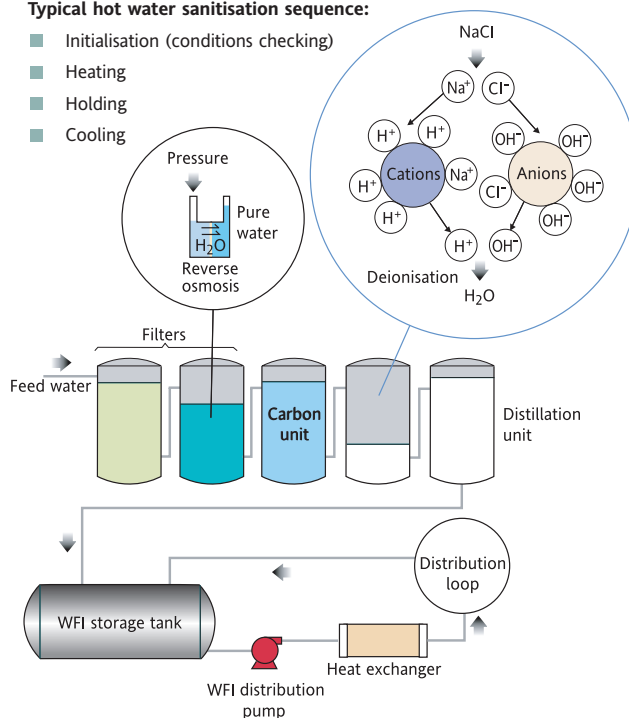 Typical hot water sanitisation sequence:
Initialisation (conditions checking)
Heating
Holding
Cooling
NaCl
Na⁺
Cl⁻
H⁺
H⁺
OH⁻
OH⁻
H⁺
Cations
Na⁺
Cl⁻
Anions
OH⁻
H⁺
OH⁻
H⁺
OH⁻
Deionisation
H₂O
Pressure
Pure
water
H₂O
Reverse
osmosis
Filters
Feed water
Carbon
unit
Distillation
unit
Distribution
loop
WFI storage tank
Heat exchanger
WFI distribution
pump